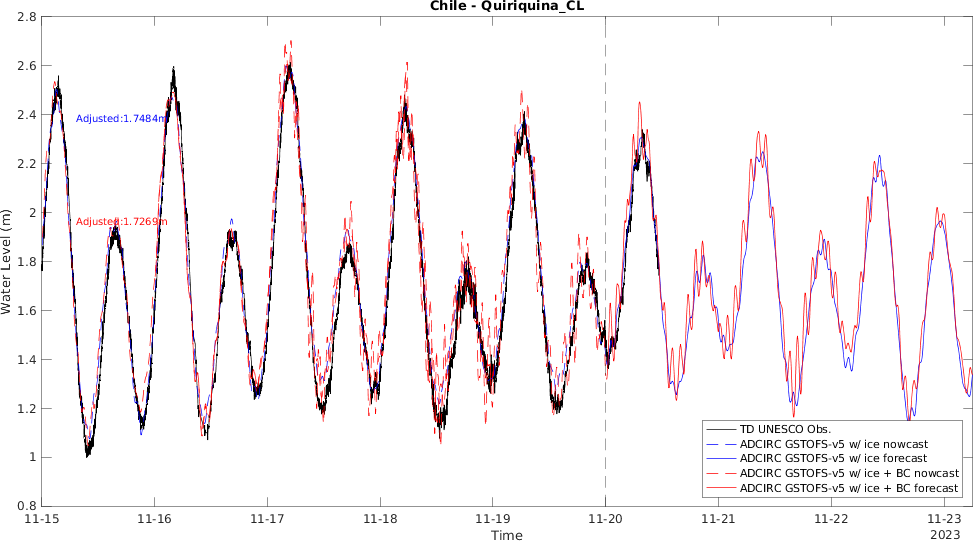 Chile - Quiriquina_CL
2.8
2.6
2.4
2.2
2
1.8
1.6
1.4
1.2
1
0.8
Water Level (m)
Adjusted:1.7484m
Adjusted:1.7269m
TD UNESCO Obs.
ADCIRC GSTOFS-v5 w/ ice nowcast
ADCIRC GSTOFS-v5 w/ ice forecast
ADCIRC GSTOFS-v5 w/ ice + BC nowcast
ADCIRC GSTOFS-v5 w/ ice + BC forecast
11-15 11-16 11-17 11-18 11-19 11-20 11-21 11-22 11-23
2023
Time